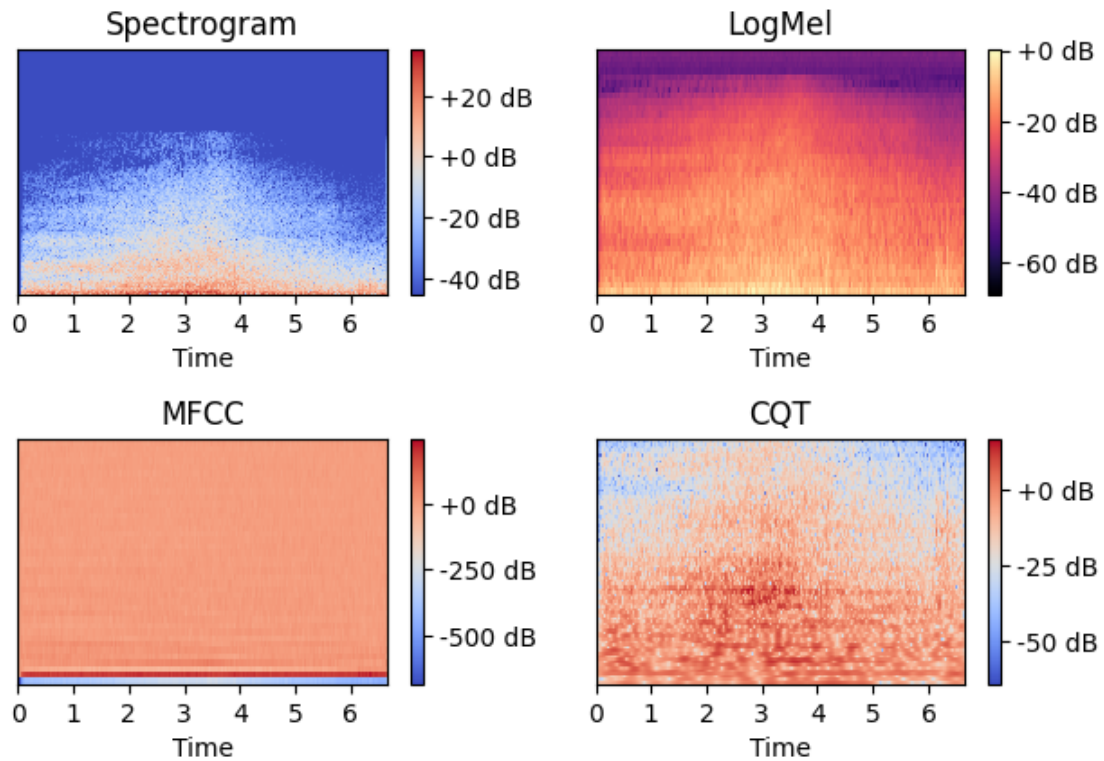 Spectrogram
+20 dB
+0 dB
-20 dB
-40 dB
0 1 2 3 4 5 6
Time
LogMel
+0 dB
-20 dB
-40 dB
-60 dB
0 1 2 3 4 5 6
Time
MFCC
+0 dB
-250 dB
-500 dB
0 1 2 3 4 5 6
Time
CQT
+0 dB
-25 dB
-50 dB
0 1 2 3 4 5 6
Time